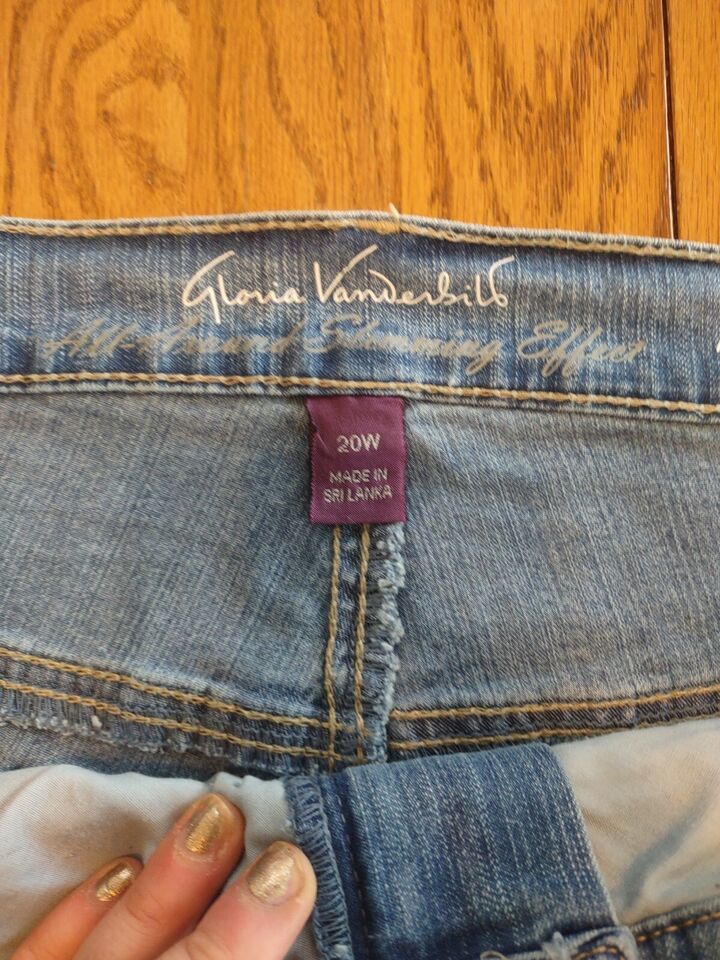 Gloria Vanderbilt
All-Around Slimming Effect
20W
MADE IN
SRI LANKA